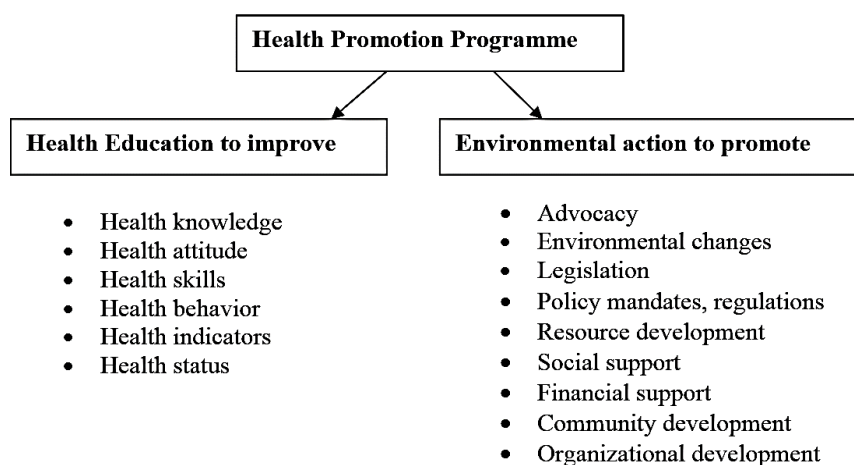 Health Promotion Programme
Health Education to improve
• Health knowledge
• Health attitude
• Health skills
• Health behavior
• Health indicators
• Health status
Environmental action to promote
• Advocacy
• Environmental changes
• Legislation
• Policy mandates, regulations
• Resource development
• Social support
• Financial support
• Community development
• Organizational development